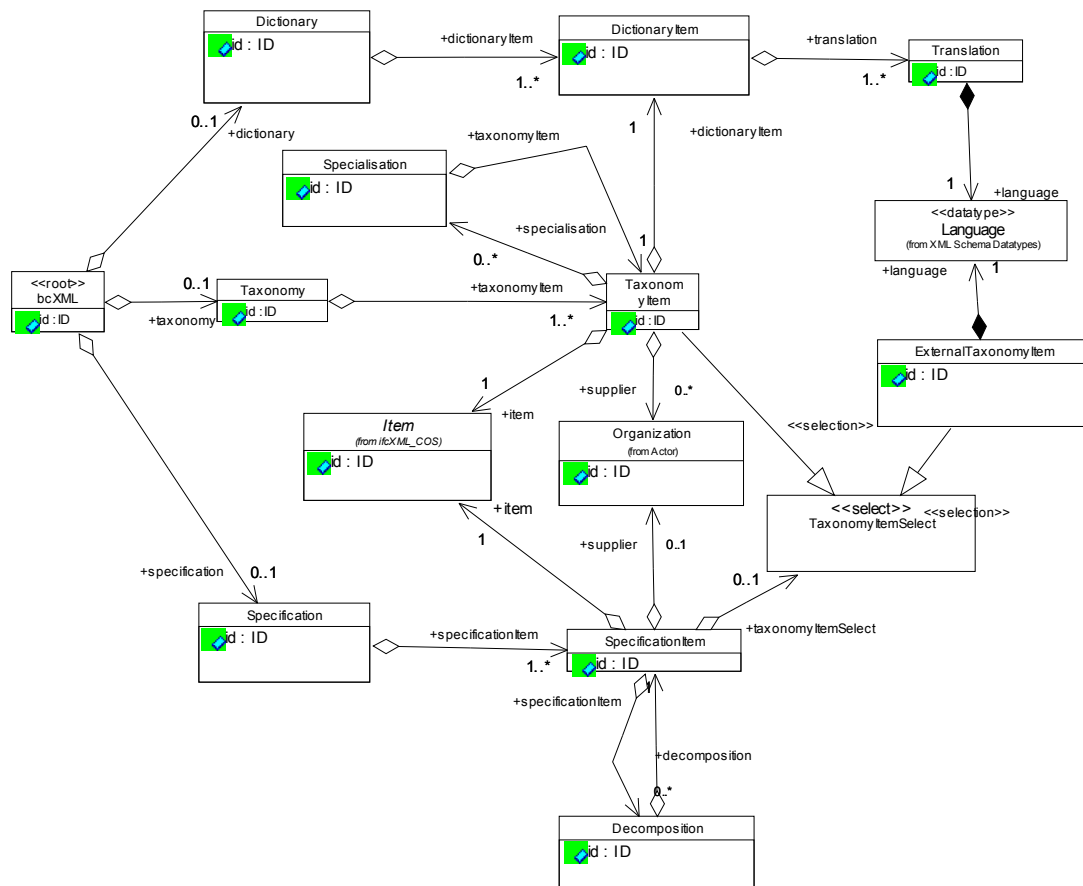 Dictionary
id : ID
+dictionaryItem
1..*
DictionaryItem
id : ID
+translation
1..*
Translation
id : ID
0..1
+dictionary
+taxonomyItem
1
+dictionaryItem
Specialisation
id : ID
1
+language
<<datatype>>
Language
(from XML Schema Datatypes)
+specialisation
0..*
1
+language
1
<<root>>
bcXML
id : ID
0..1
+taxonomy
Taxonomy
id : ID
+taxonomyItem
1..*
Taxonom
yItem
id : ID
ExternalTaxonomyItem
id : ID
1
+item
+supplier
0..*
Item
(from ifcXML_COS)
id : ID
Organization
(from Actor)
id : ID
<<selection>>
<<select>>
TaxonomyItemSelect
<<selection>>
+item
1
+supplier
0..1
0..1
+specification
0..1
+taxonomyItemSelect
Specification
id : ID
+specificationItem
1..*
SpecificationItem
id : ID
+specificationItem
1
+decomposition
0..*
Decomposition
id : ID